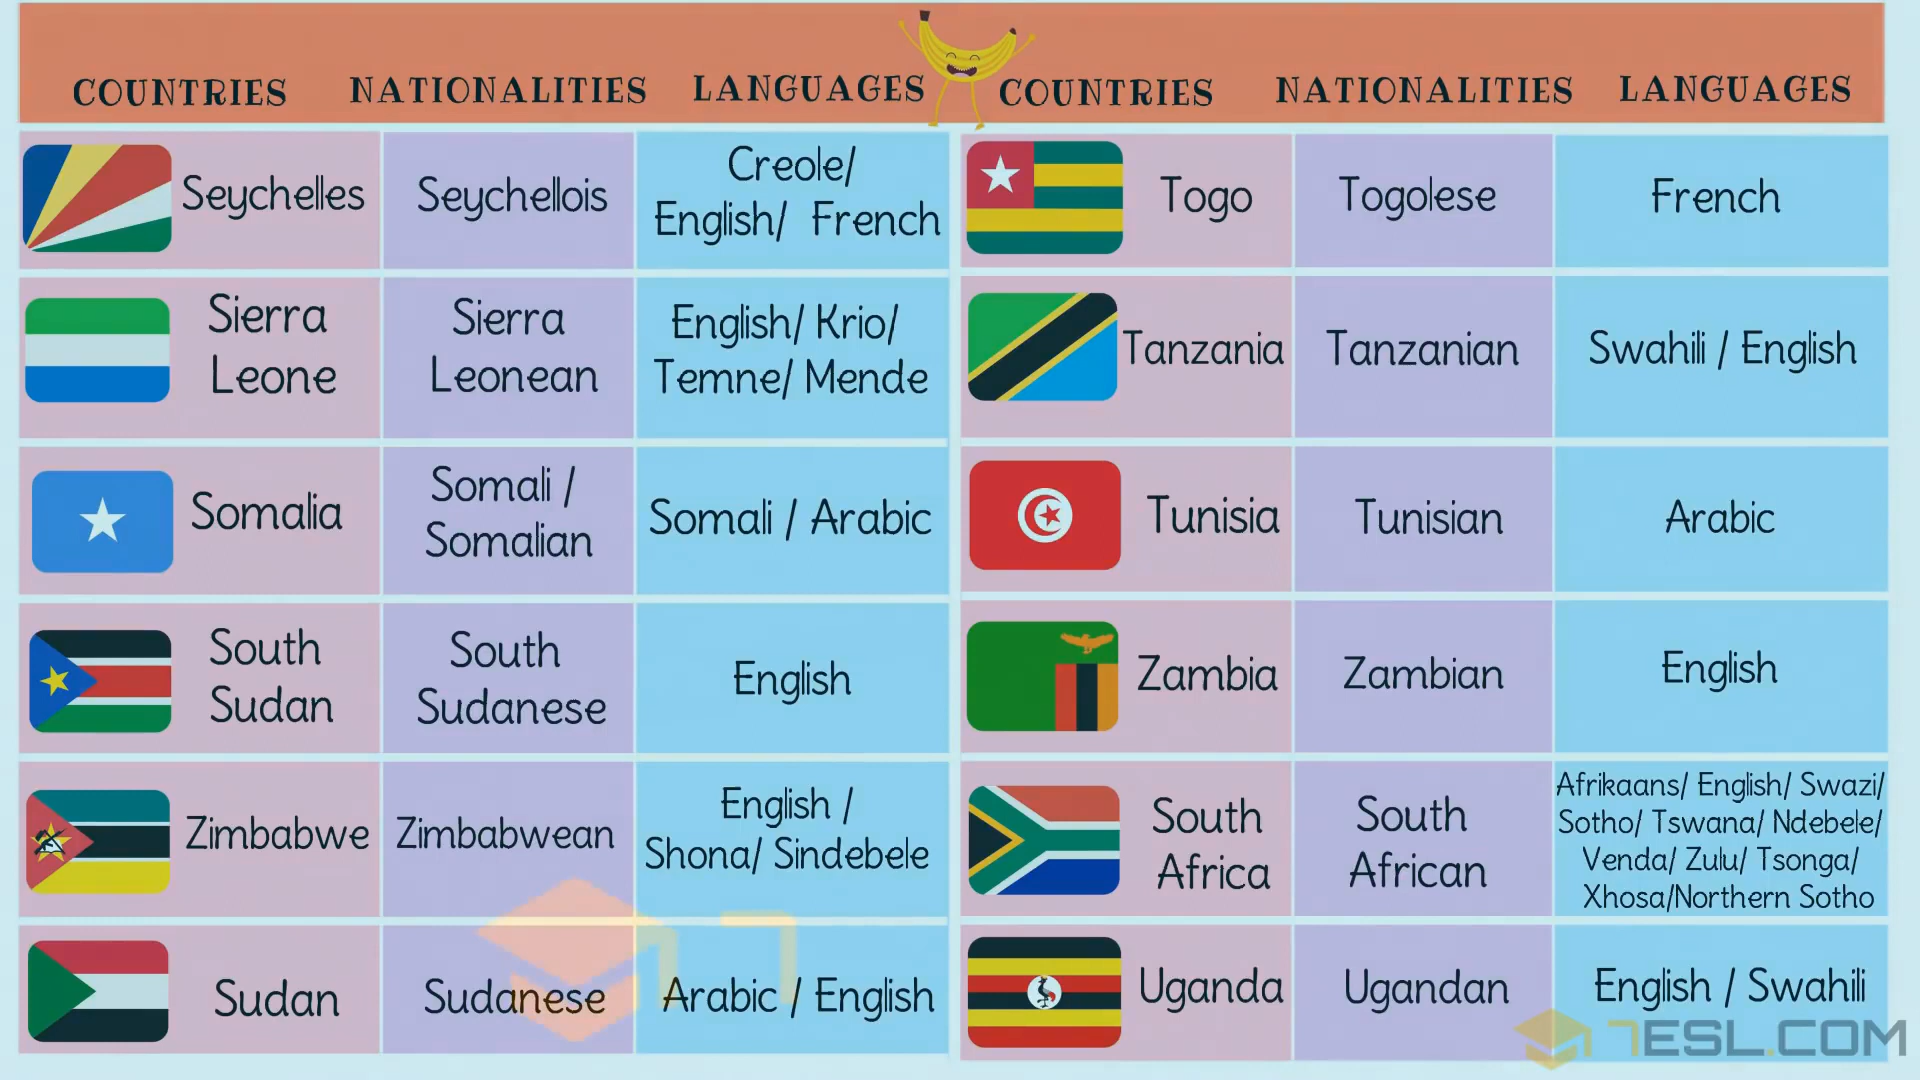 COUNTRIES NATIONALITIES LANGUAGES COUNTRIES NATIONALITIES LANGUAGES
Seychelles
Seychellois
Creole/
English/ French
Togo
Togolese
French
Sierra
Leone
Sierra
Leonean
English/ Krio/
Temne/ Mende
Tanzania
Tanzanian
Swahili / English
Somalia
Somali /
Somalian
Somali / Arabic
Tunisia
Tunisian
Arabic
South
Sudan
South
Sudanese
English
Zambia
Zambian
English
Zimbabwe
Zimbabwean
English /
Shona/ Sindebele
South
Africa
South
African
Afrikaans/ English/ Swazi/
Sotho/ Tswana/ Ndebele/
Venda/ Zulu/ Tsonga/
Xhosa/Northern Sotho
Sudan
Sudanese
Arabic / English
Uganda
Ugandan
English / Swahili
7ESL.COM